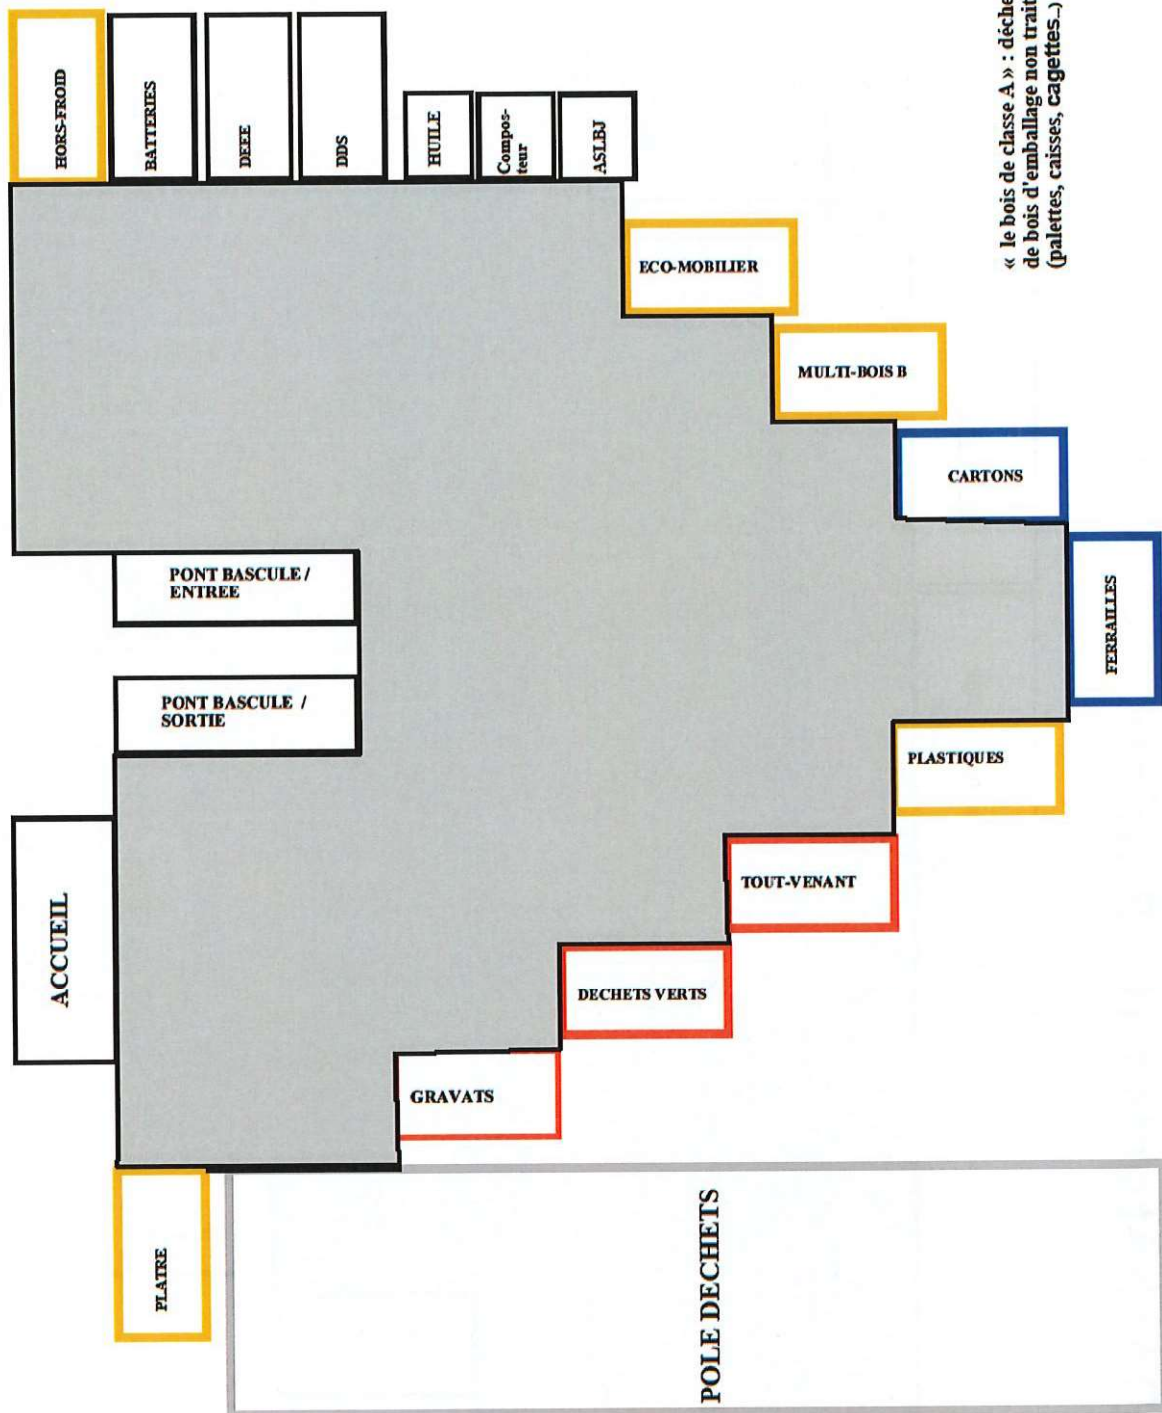 HORS-FROID
BATTERIES
DEEE
DDS
HUILE
Compos-
teur
ASLBJ
ECO-MOBILIER
MULTI-BOIS B
CARTONS
FERRAILLES
PONT BASCULE /
ENTREE
PONT BASCULE /
SORTIE
ACCUEIL
PLASTIQUES
TOUT-VENANT
DECHETS VERTS
GRAVATS
PLATRE
POLE DECHETS
« le bois de classe A » : déche
de bois d'emballage non trait
(palettes, caisses, cagettes...)